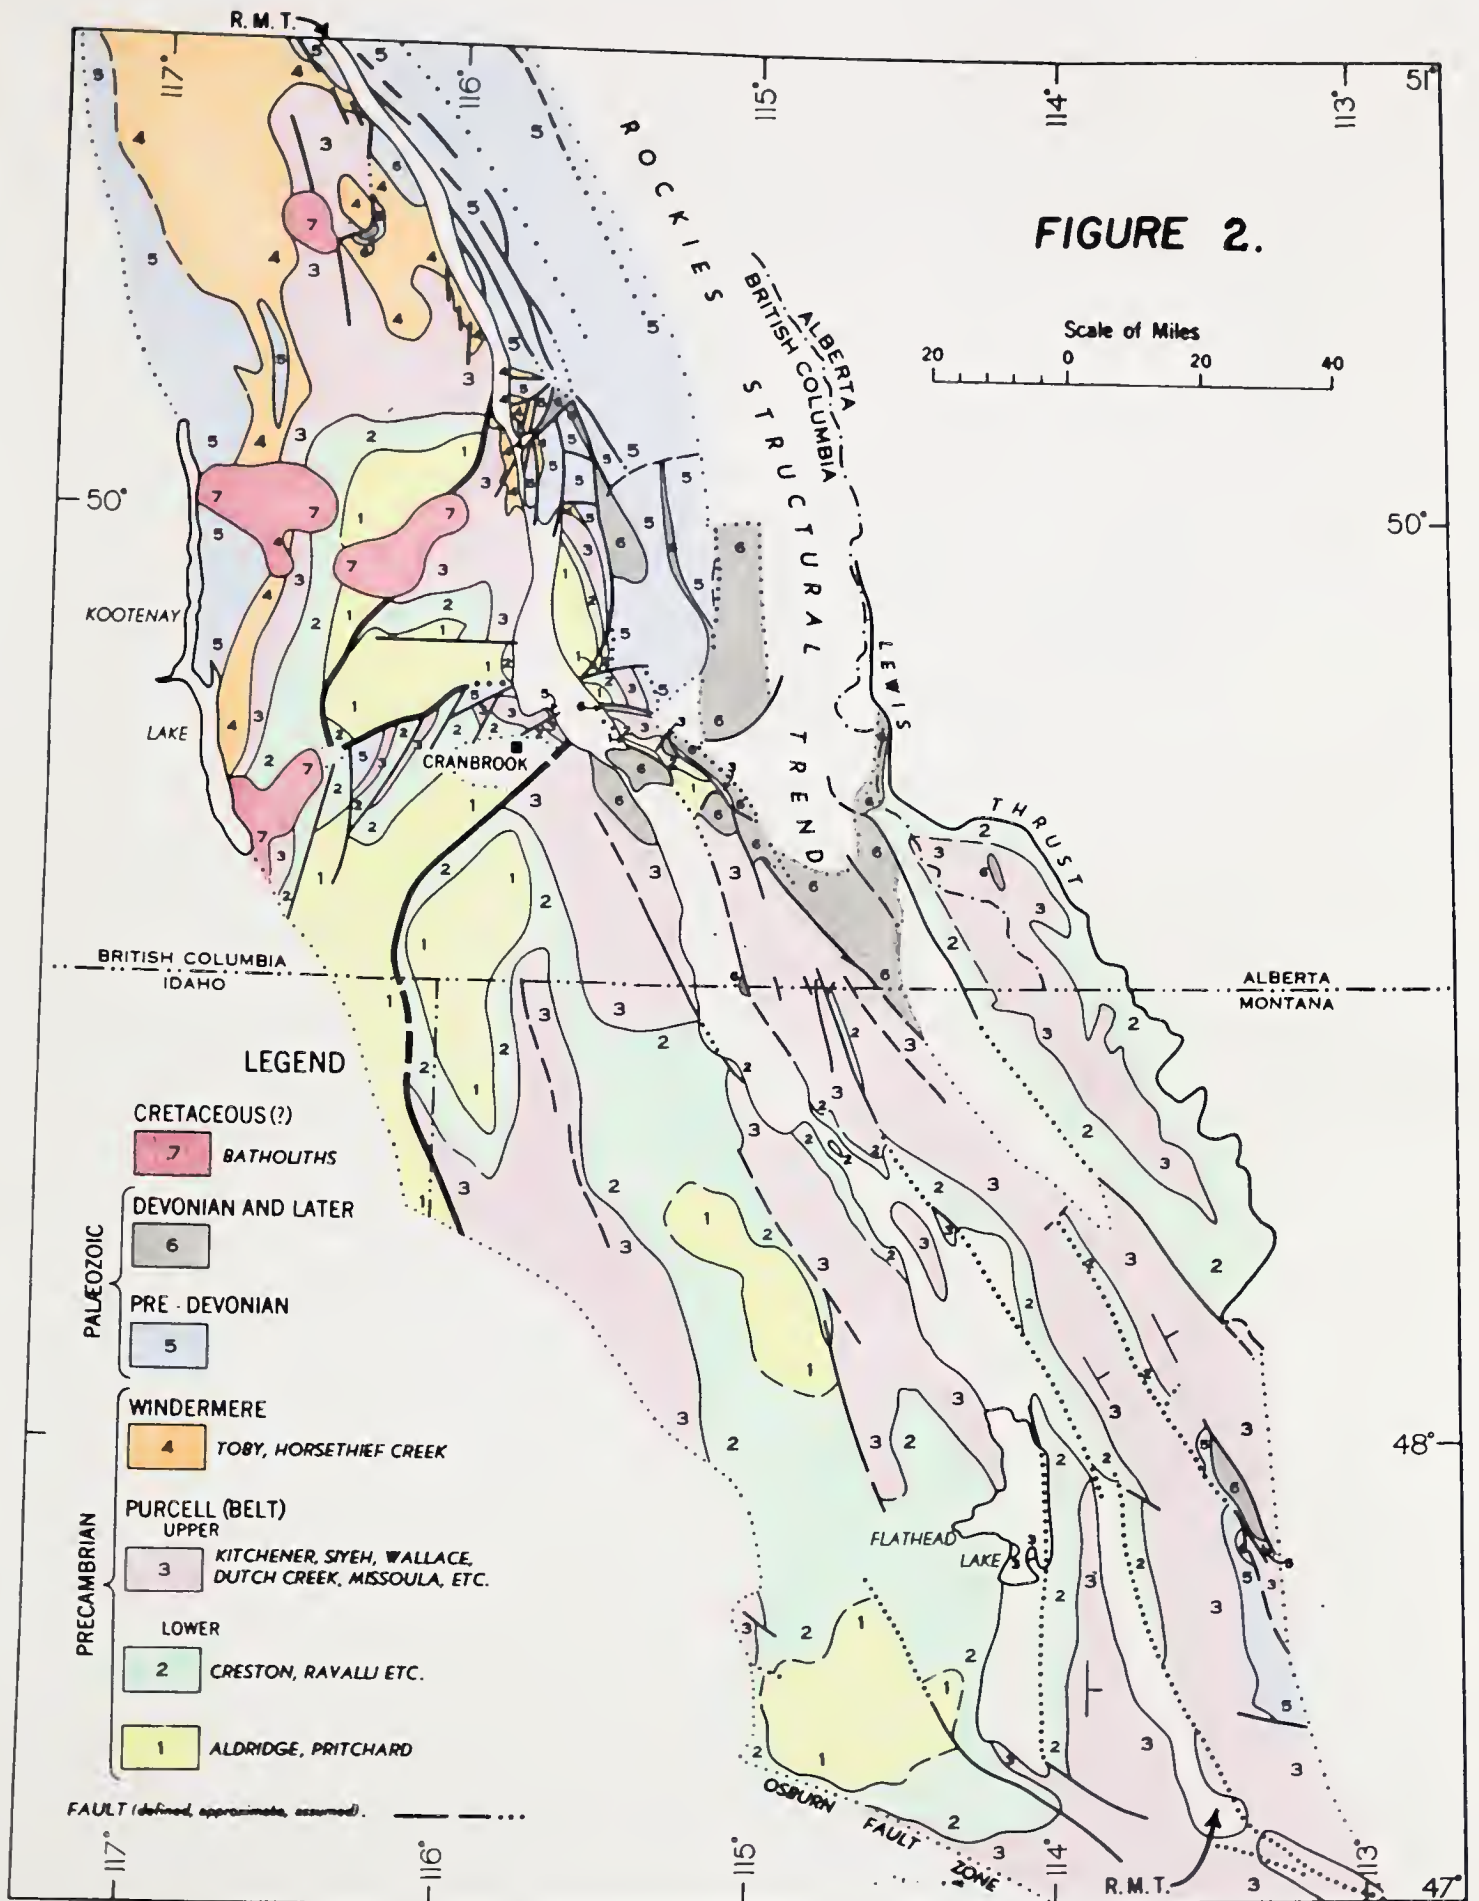 R.M.T.
117°
116°
115°
114°
113°
51°
ROCKIES STRUCTURAL TREND
FIGURE 2.
ALBERTA
BRITISH COLUMBIA
Scale of Miles
20 0 20 40
50°
50°
KOOTENAY
LAKE
LEWIS
THRUST
CRANBROOK
BRITISH COLUMBIA
IDAHO
ALBERTA
MONTANA
LEGEND
CRETACEOUS(?)
7 BATHOLITHS
PALÆOZOIC
DEVONIAN AND LATER
6
PRE-DEVONIAN
5
PRECAMBRIAN
WINDERMERE
4 TOBY, HORSETHIEF CREEK
PURCELL (BELT)
UPPER
3 KITCHENER, SIYEH, WALLACE,
DUTCH CREEK, MISSOULA, ETC.
LOWER
2 CRESTON, RAVALLI ETC.
1 ALDRIDGE, PRITCHARD
FAULT (defined, approximate, assumed).
48°
FLATHEAD
LAKE
OSBURN
FAULT
ZONE
R.M.T.
117°
116°
115°
114°
113°
47°